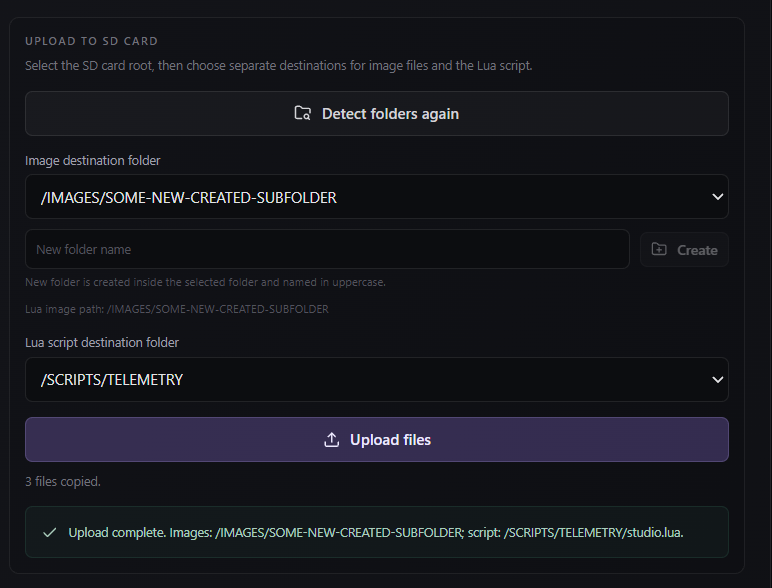 UPLOAD TO SD CARD
Select the SD card root, then choose separate destinations for image files and the Lua script.
Detect folders again
Image destination folder
/IMAGES/SOME-NEW-CREATED-SUBFOLDER
New folder name
Create
New folder is created inside the selected folder and named in uppercase.
Lua image path: /IMAGES/SOME-NEW-CREATED-SUBFOLDER
Lua script destination folder
/SCRIPTS/TELEMETRY
Upload files
3 files copied.
Upload complete. Images: /IMAGES/SOME-NEW-CREATED-SUBFOLDER; script: /SCRIPTS/TELEMETRY/studio.lua.